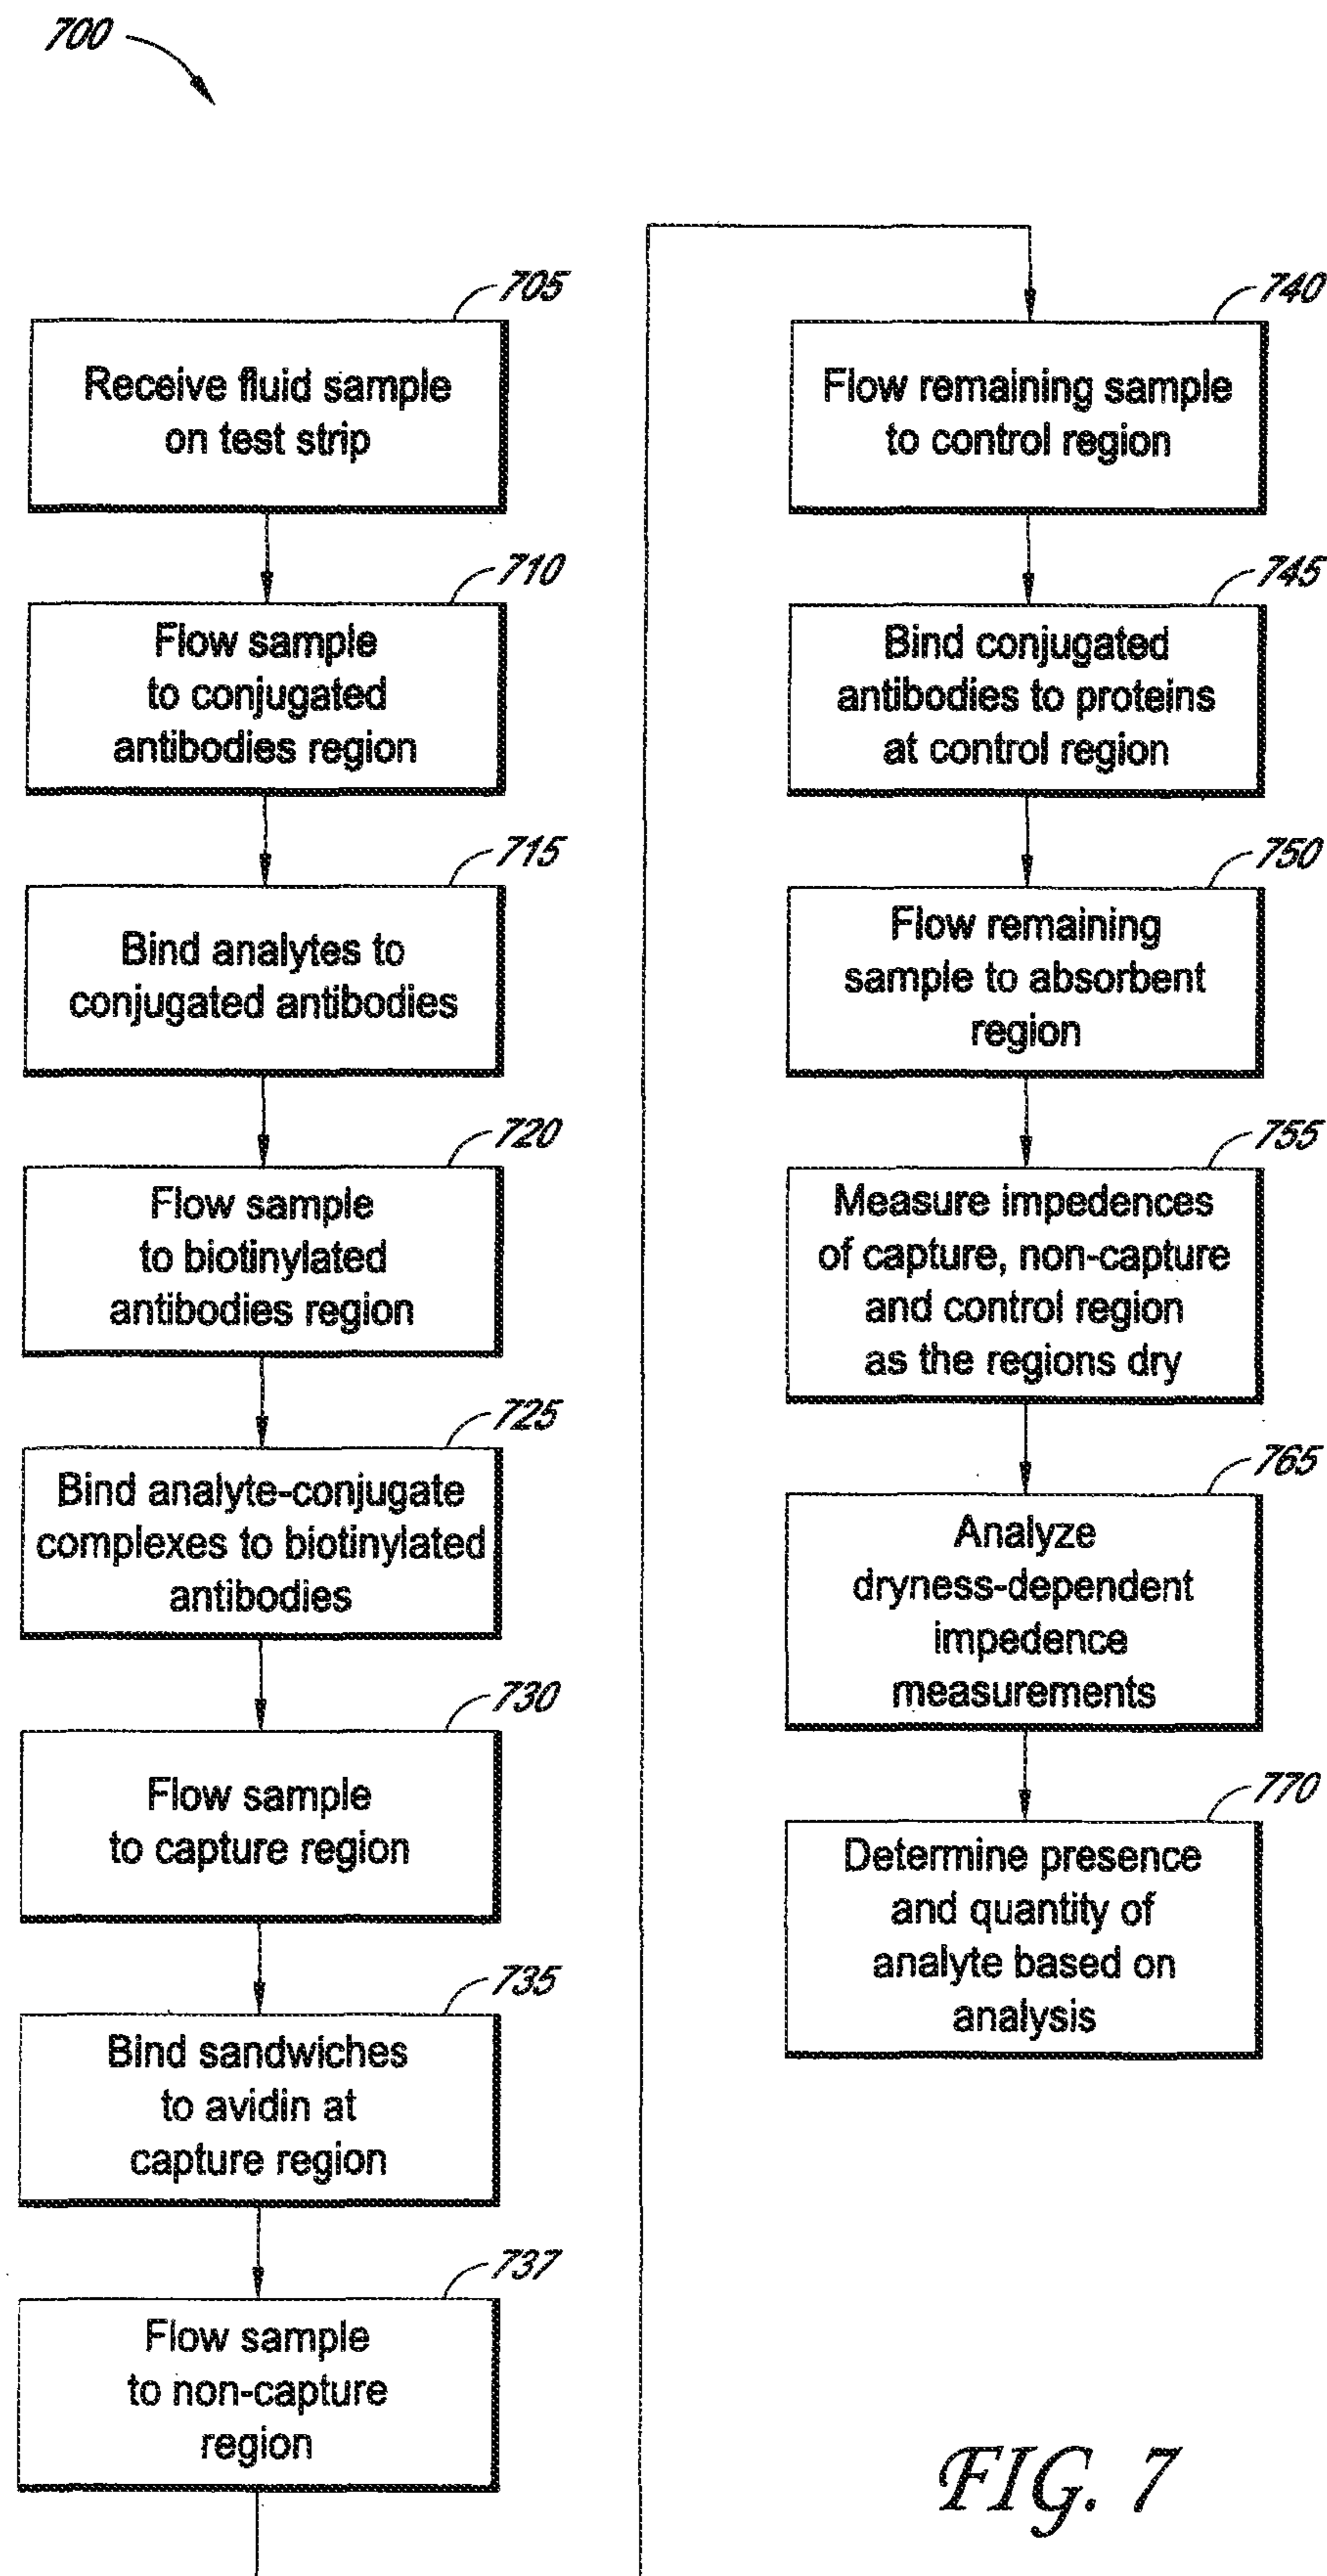 700
705
Receive fluid sample
on test strip
710
Flow sample
to conjugated
antibodies region
715
Bind analytes to
conjugated antibodies
720
Flow sample
to biotinylated
antibodies region
725
Bind analyte-conjugate
complexes to biotinylated
antibodies
730
Flow sample
to capture region
735
Bind sandwiches
to avidin at
capture region
737
Flow sample
to non-capture
region
740
Flow remaining sample
to control region
745
Bind conjugated
antibodies to proteins
at control region
750
Flow remaining
sample to absorbent
region
755
Measure impedences
of capture, non-capture
and control region
as the regions dry
765
Analyze
dryness-dependent
impedence
measurements
770
Determine presence
and quantity of
analyte based on
analysis
FIG. 7